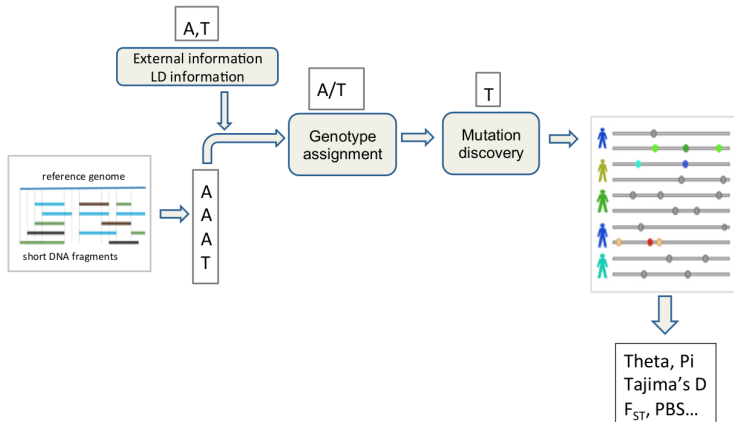 A,T
External information
LD information
A/T
Genotype
assignment
T
Mutation
discovery
reference genome
short DNA fragments
A
A
A
T
Theta, Pi
Tajima's D
FST, PBS...